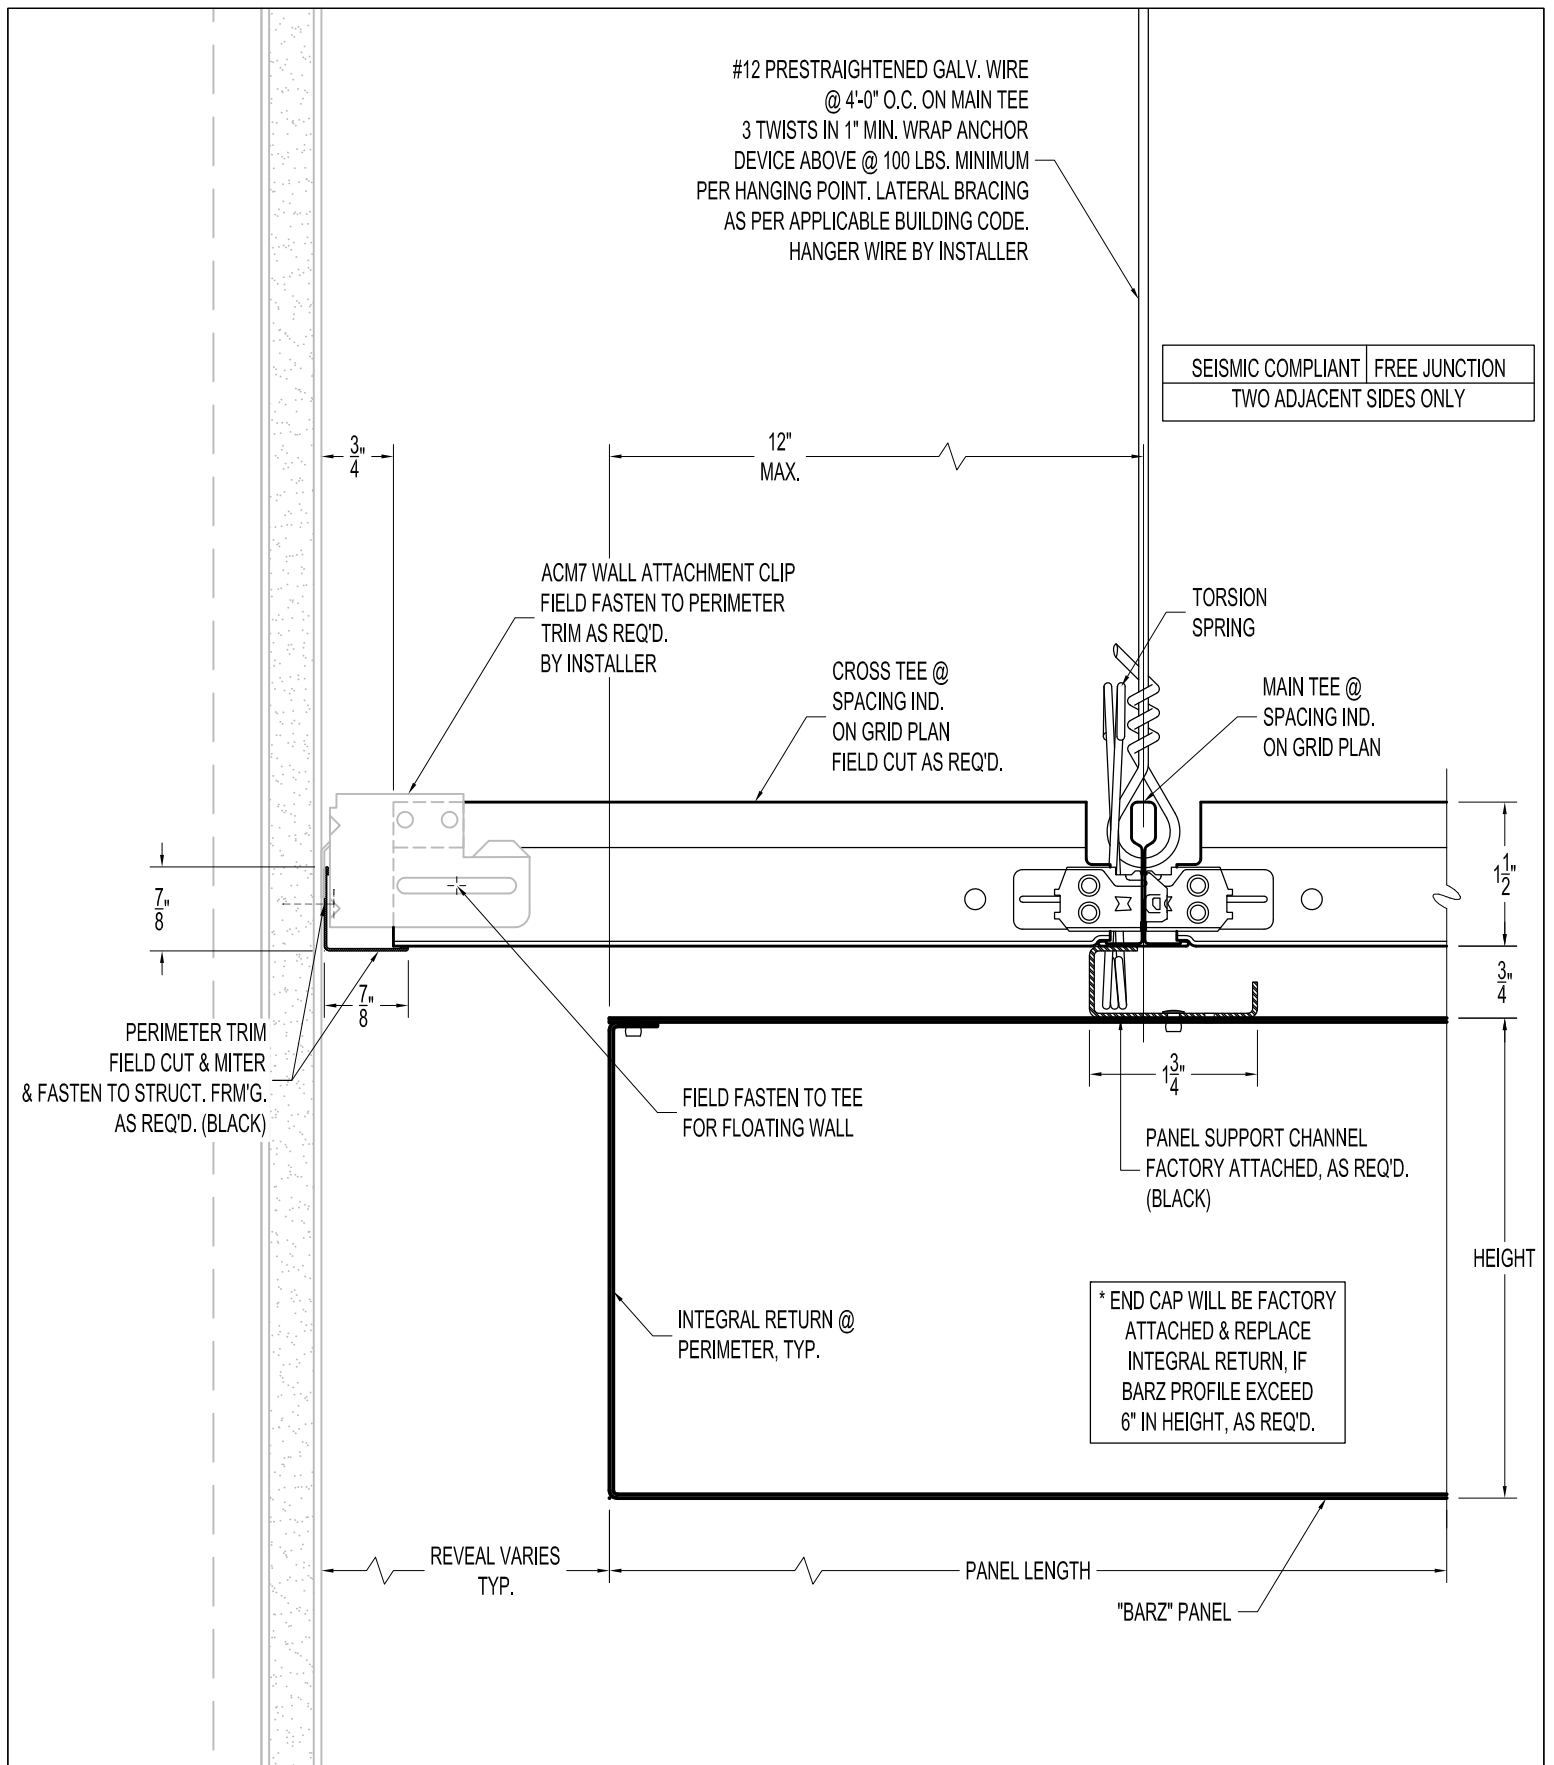 #12 PRESTRAIGHTENED GALV. WIRE
@ 4'-0" O.C. ON MAIN TEE
3 TWISTS IN 1" MIN. WRAP ANCHOR
DEVICE ABOVE @ 100 LBS. MINIMUM
PER HANGING POINT. LATERAL BRACING
AS PER APPLICABLE BUILDING CODE.
HANGER WIRE BY INSTALLER
SEISMIC COMPLIANT FREE JUNCTION
TWO ADJACENT SIDES ONLY
3/4"
12"
MAX.
ACM7 WALL ATTACHMENT CLIP
FIELD FASTEN TO PERIMETER
TRIM AS REQ'D.
BY INSTALLER
TORSION
SPRING
CROSS TEE @
SPACING IND.
ON GRID PLAN
FIELD CUT AS REQ'D.
MAIN TEE @
SPACING IND.
ON GRID PLAN
7/8"
1 1/2"
3/4"
7/8"
PERIMETER TRIM
FIELD CUT & MITER
& FASTEN TO STRUCT. FRM'G.
AS REQ'D. (BLACK)
FIELD FASTEN TO TEE
FOR FLOATING WALL
1 3/4"
PANEL SUPPORT CHANNEL
FACTORY ATTACHED, AS REQ'D.
(BLACK)
HEIGHT
INTEGRAL RETURN @
PERIMETER, TYP.
* END CAP WILL BE FACTORY
ATTACHED & REPLACE
INTEGRAL RETURN, IF
BARZ PROFILE EXCEED
6" IN HEIGHT, AS REQ'D.
REVEAL VARIES
TYP.
PANEL LENGTH
"BARZ" PANEL